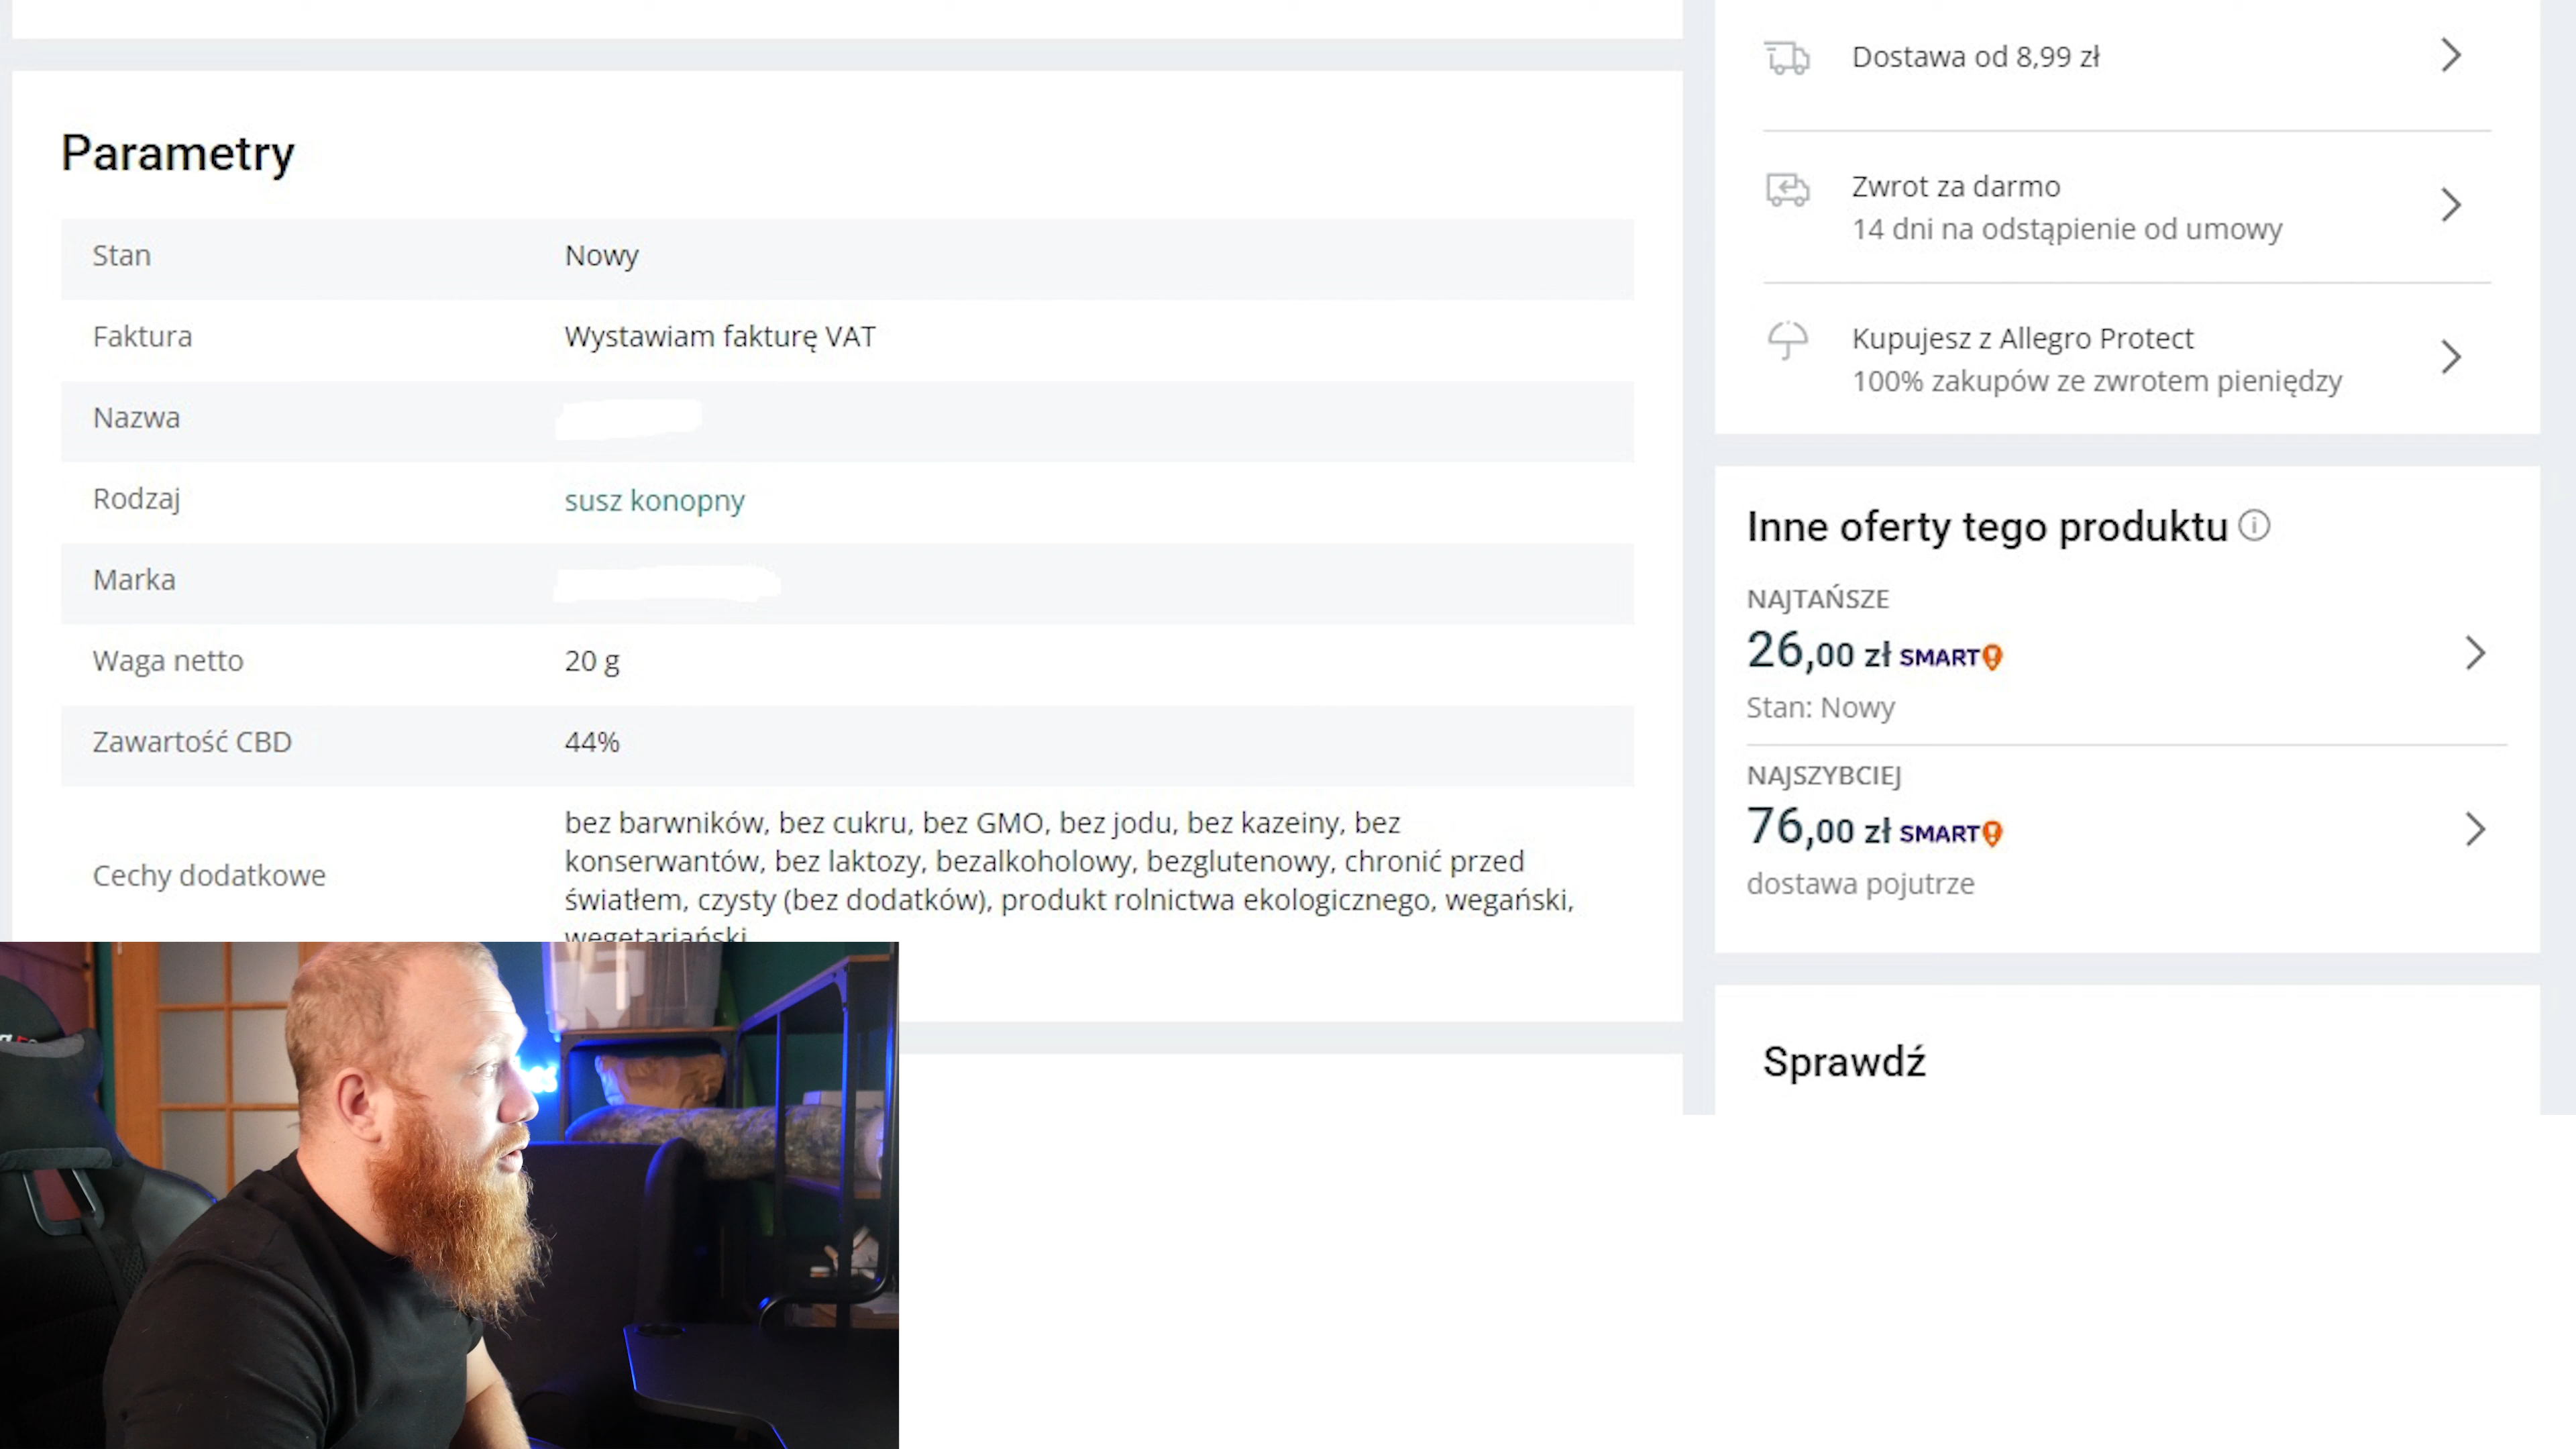 Parametry
Stan Nowy
Faktura Wystawiam fakturę VAT
Nazwa
Rodzaj susz konopny
Marka
Waga netto 20 g
Zawartość CBD 44%
Cechy dodatkowe bez barwników, bez cukru, bez GMO, bez jodu, bez kazeiny, bez
konserwantów, bez laktozy, bezalkoholowy, bezglutenowy, chronić przed
światłem, czysty (bez dodatków), produkt rolnictwa ekologicznego, wegański,
wegetariański
Dostawa od 8,99 zł
Zwrot za darmo
14 dni na odstąpienie od umowy
Kupujesz z Allegro Protect
100% zakupów ze zwrotem pieniędzy
Inne oferty tego produktu
NAJTAŃSZE
26,00 zł SMART!
Stan: Nowy
NAJSZYBCIEJ
76,00 zł SMART!
dostawa pojutrze
Sprawdź